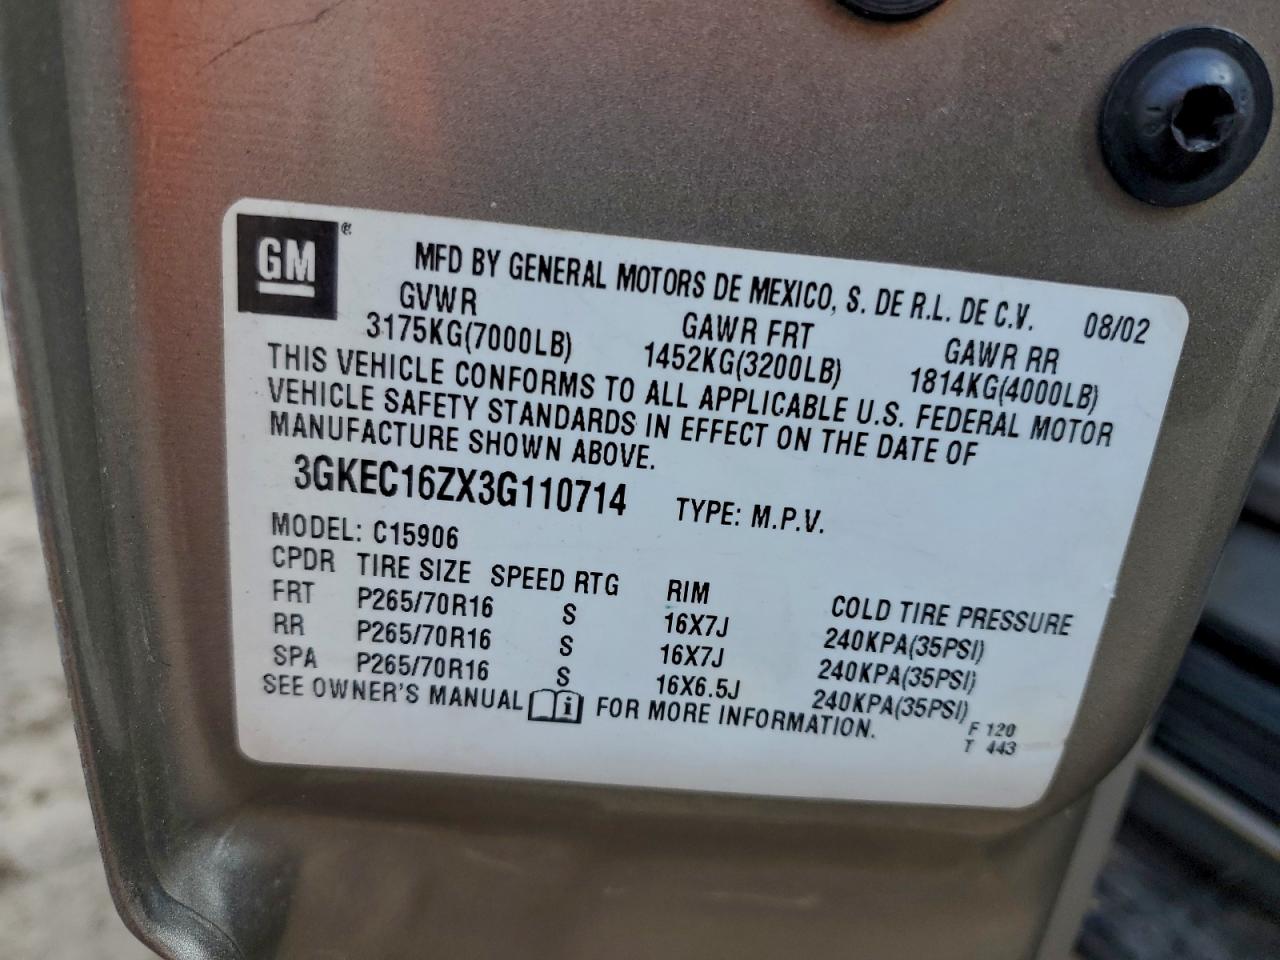 GM ®
MFD BY GENERAL MOTORS DE MEXICO, S. DE R.L. DE C.V. 08/02
GVWR GAWR FRT GAWR RR
3175KG(7000LB) 1452KG(3200LB) 1814KG(4000LB)
THIS VEHICLE CONFORMS TO ALL APPLICABLE U.S. FEDERAL MOTOR
VEHICLE SAFETY STANDARDS IN EFFECT ON THE DATE OF
MANUFACTURE SHOWN ABOVE.
3GKEC16ZX3G110714 TYPE: M.P.V.
MODEL: C15906
CPDR TIRE SIZE SPEED RTG RIM COLD TIRE PRESSURE
FRT P265/70R16 S 16X7J 240KPA(35PSI)
RR P265/70R16 S 16X7J 240KPA(35PSI)
SPA P265/70R16 S 16X6.5J 240KPA(35PSI)
SEE OWNER'S MANUAL i FOR MORE INFORMATION.
F 120
T 443